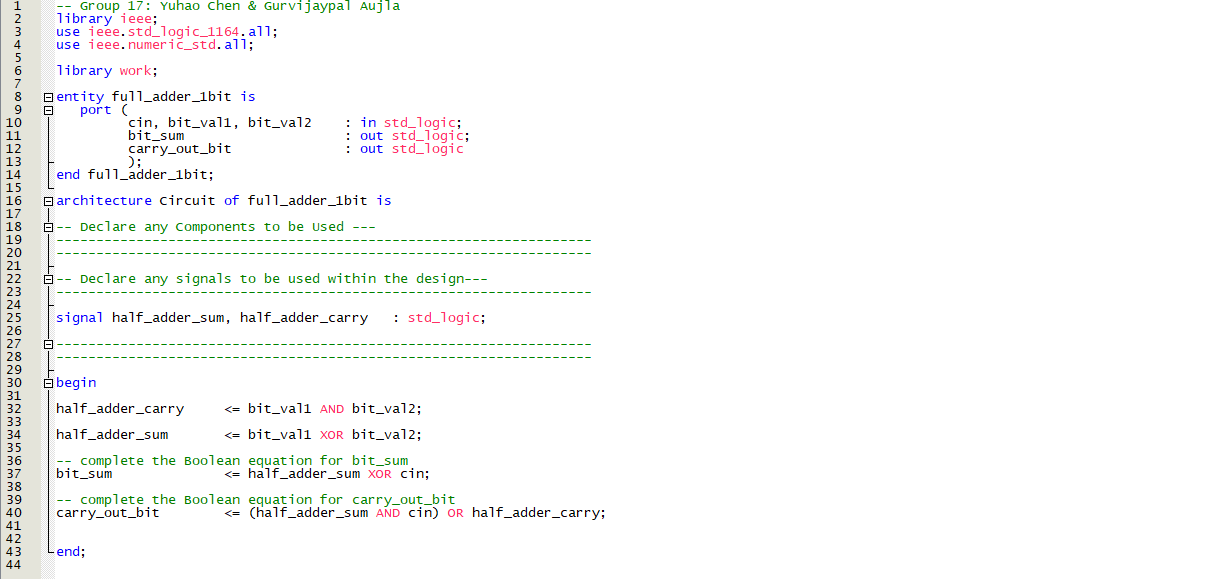 1 -- Group 17: Yuhao Chen & Gurvijaypal Aujla
2 library ieee;
3 use ieee.std_logic_1164.all;
4 use ieee.numeric_std.all;
5
6 library work;
7
8 entity full_adder_1bit is
9 port (
10 cin, bit_val1, bit_val2 : in std_logic;
11 bit_sum : out std_logic;
12 carry_out_bit : out std_logic
13 );
14 end full_adder_1bit;
15
16 architecture Circuit of full_adder_1bit is
17
18 -- Declare any Components to be Used ---
19 -------------------------------------------------------------------
20 -------------------------------------------------------------------
21
22 -- Declare any signals to be used within the design---
23 -------------------------------------------------------------------
24
25 signal half_adder_sum, half_adder_carry : std_logic;
26
27 -------------------------------------------------------------------
28 -------------------------------------------------------------------
29
30 begin
31
32 half_adder_carry <= bit_val1 AND bit_val2;
33
34 half_adder_sum <= bit_val1 XOR bit_val2;
35
36 -- complete the Boolean equation for bit_sum
37 bit_sum <= half_adder_sum XOR cin;
38
39 -- complete the Boolean equation for carry_out_bit
40 carry_out_bit <= (half_adder_sum AND cin) OR half_adder_carry;
41
42
43 end;
44